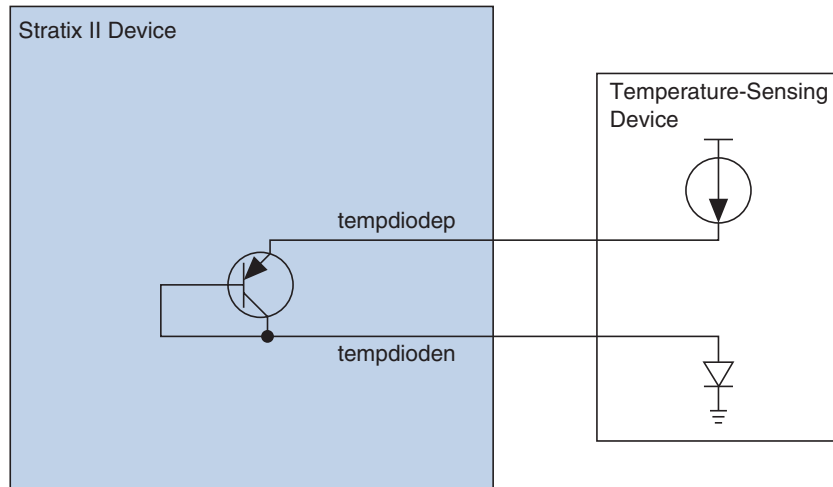 Stratix II Device
Temperature-Sensing
Device
tempdiodep
tempdioden